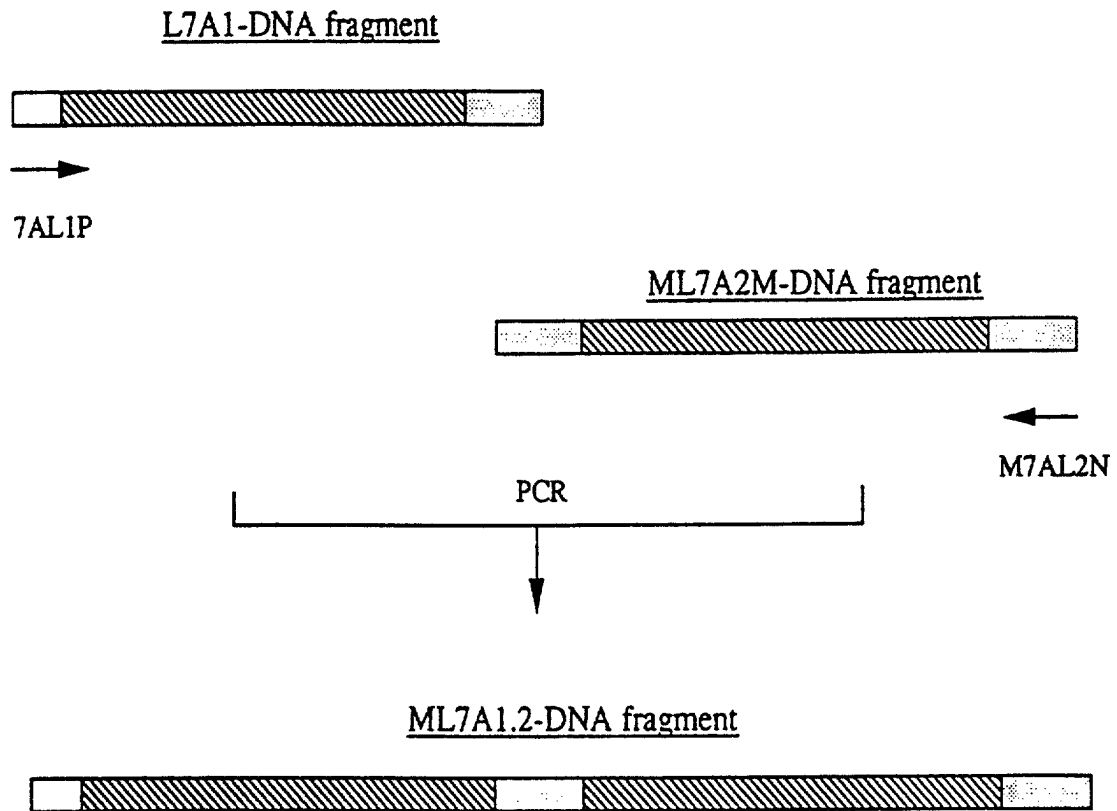 L7A1-DNA fragment
7AL1P
ML7A2M-DNA fragment
M7AL2N
PCR
ML7A1.2-DNA fragment